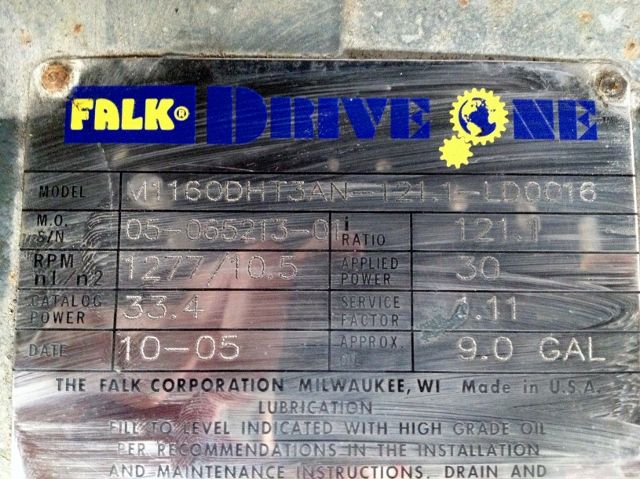 FALK® DRIVE ONE
MODEL M1160DHT3AN-121.1-LD0016
M.O. S/N 05-065213-01 i RATIO 121.1
RPM n1/n2 1277/10.5 APPLIED POWER 30
CATALOG POWER 33.4 SERVICE FACTOR 1.11
DATE 10-05 APPROX. OIL 9.0 GAL
THE FALK CORPORATION MILWAUKEE, WI Made in U.S.A.
LUBRICATION
FILL TO LEVEL INDICATED WITH HIGH GRADE OIL
PER RECOMMENDATIONS IN THE INSTALLATION
AND MAINTENANCE INSTRUCTIONS, DRAIN AND